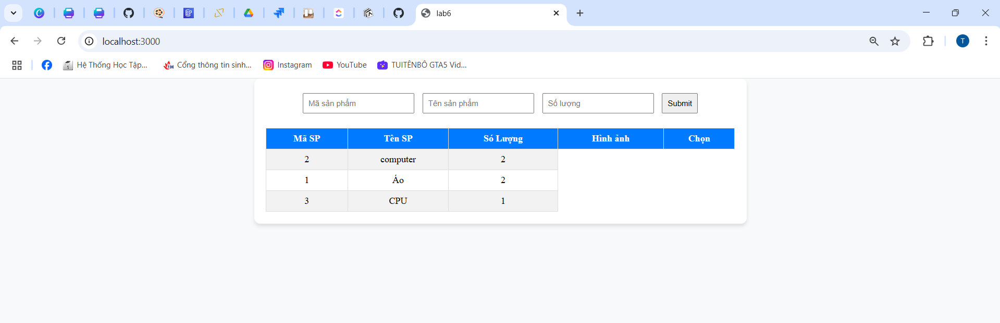 lab6
localhost:3000
T
Hệ Thống Học Tập...
Cổng thông tin sinh...
Instagram
YouTube
TUITÊNBÔ GTA5 Vid...
Mã sản phẩm
Tên sản phẩm
Số lượng
Submit
Mã SP Tên SP Só Lượng Hình ảnh Chọn
2 computer 2
1 Áo 2
3 CPU 1